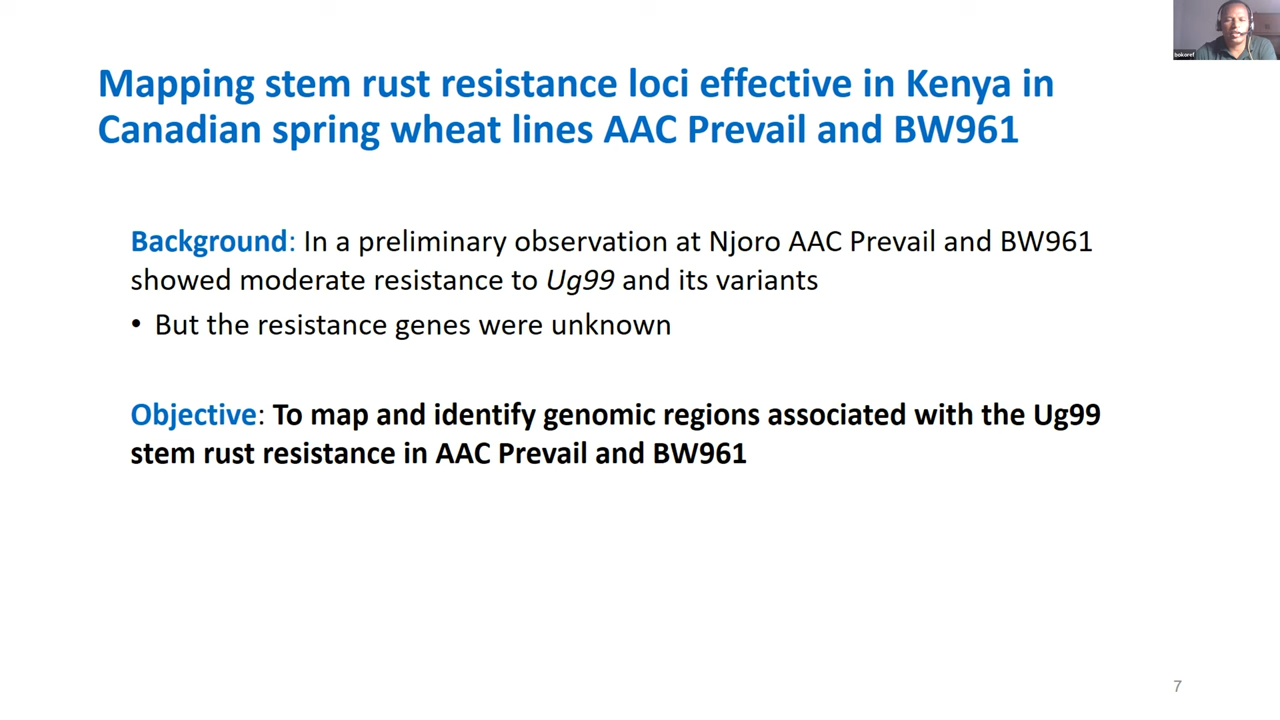 Mapping stem rust resistance loci effective in Kenya in
Canadian spring wheat lines AAC Prevail and BW961
Background: In a preliminary observation at Njoro AAC Prevail and BW961
showed moderate resistance to Ug99 and its variants
• But the resistance genes were unknown
Objective: To map and identify genomic regions associated with the Ug99
stem rust resistance in AAC Prevail and BW961
7
bokoref